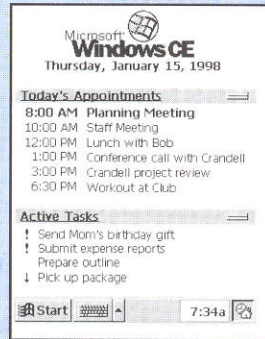 Microsoft
Windows CE
Thursday, January 15, 1998
Today's Appointments
8:00 AM Planning Meeting
10:00 AM Staff Meeting
12:00 PM Lunch with Bob
1:00 PM Conference call with Crandell
3:00 PM Crandell project review
6:30 PM Workout at Club
Active Tasks
! Send Mom's birthday gift
! Submit expense reports
Prepare outline
↓ Pick up package
Start 7:34a